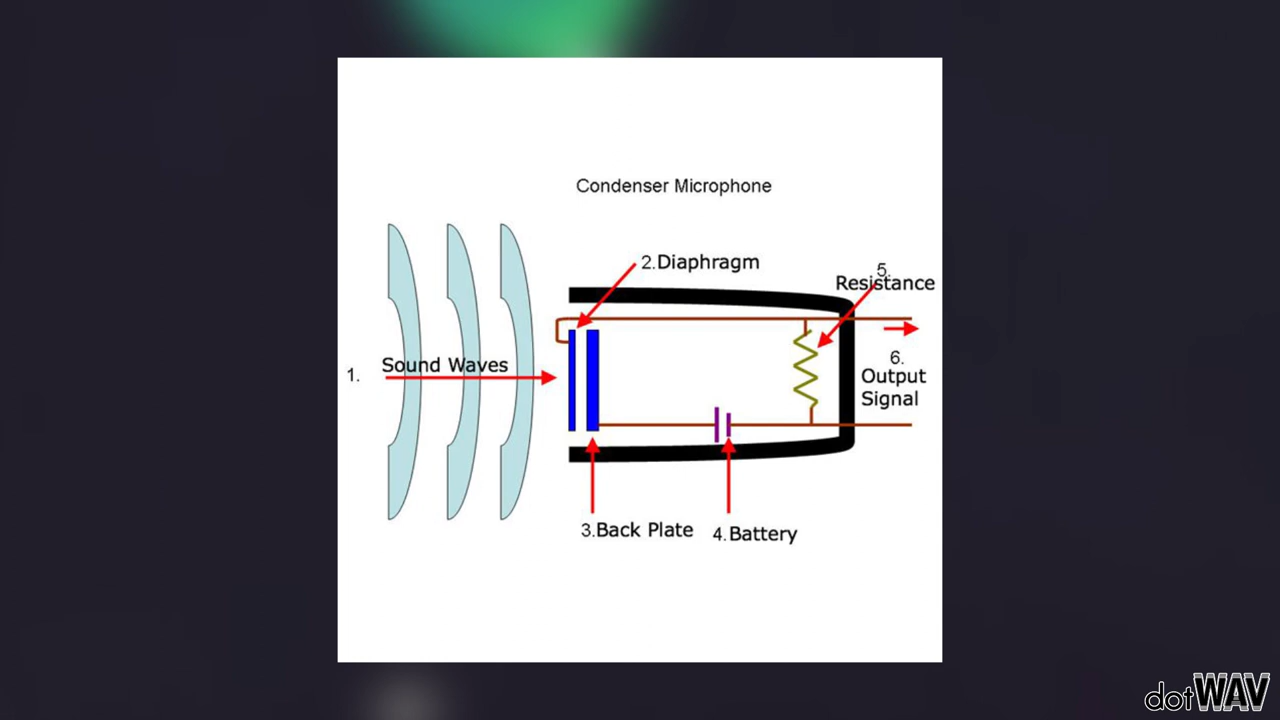 Condenser Microphone
2.Diaphragm
5.
Resistance
1.
Sound Waves
6.
Output
Signal
3.Back Plate
4.Battery
dotWAV